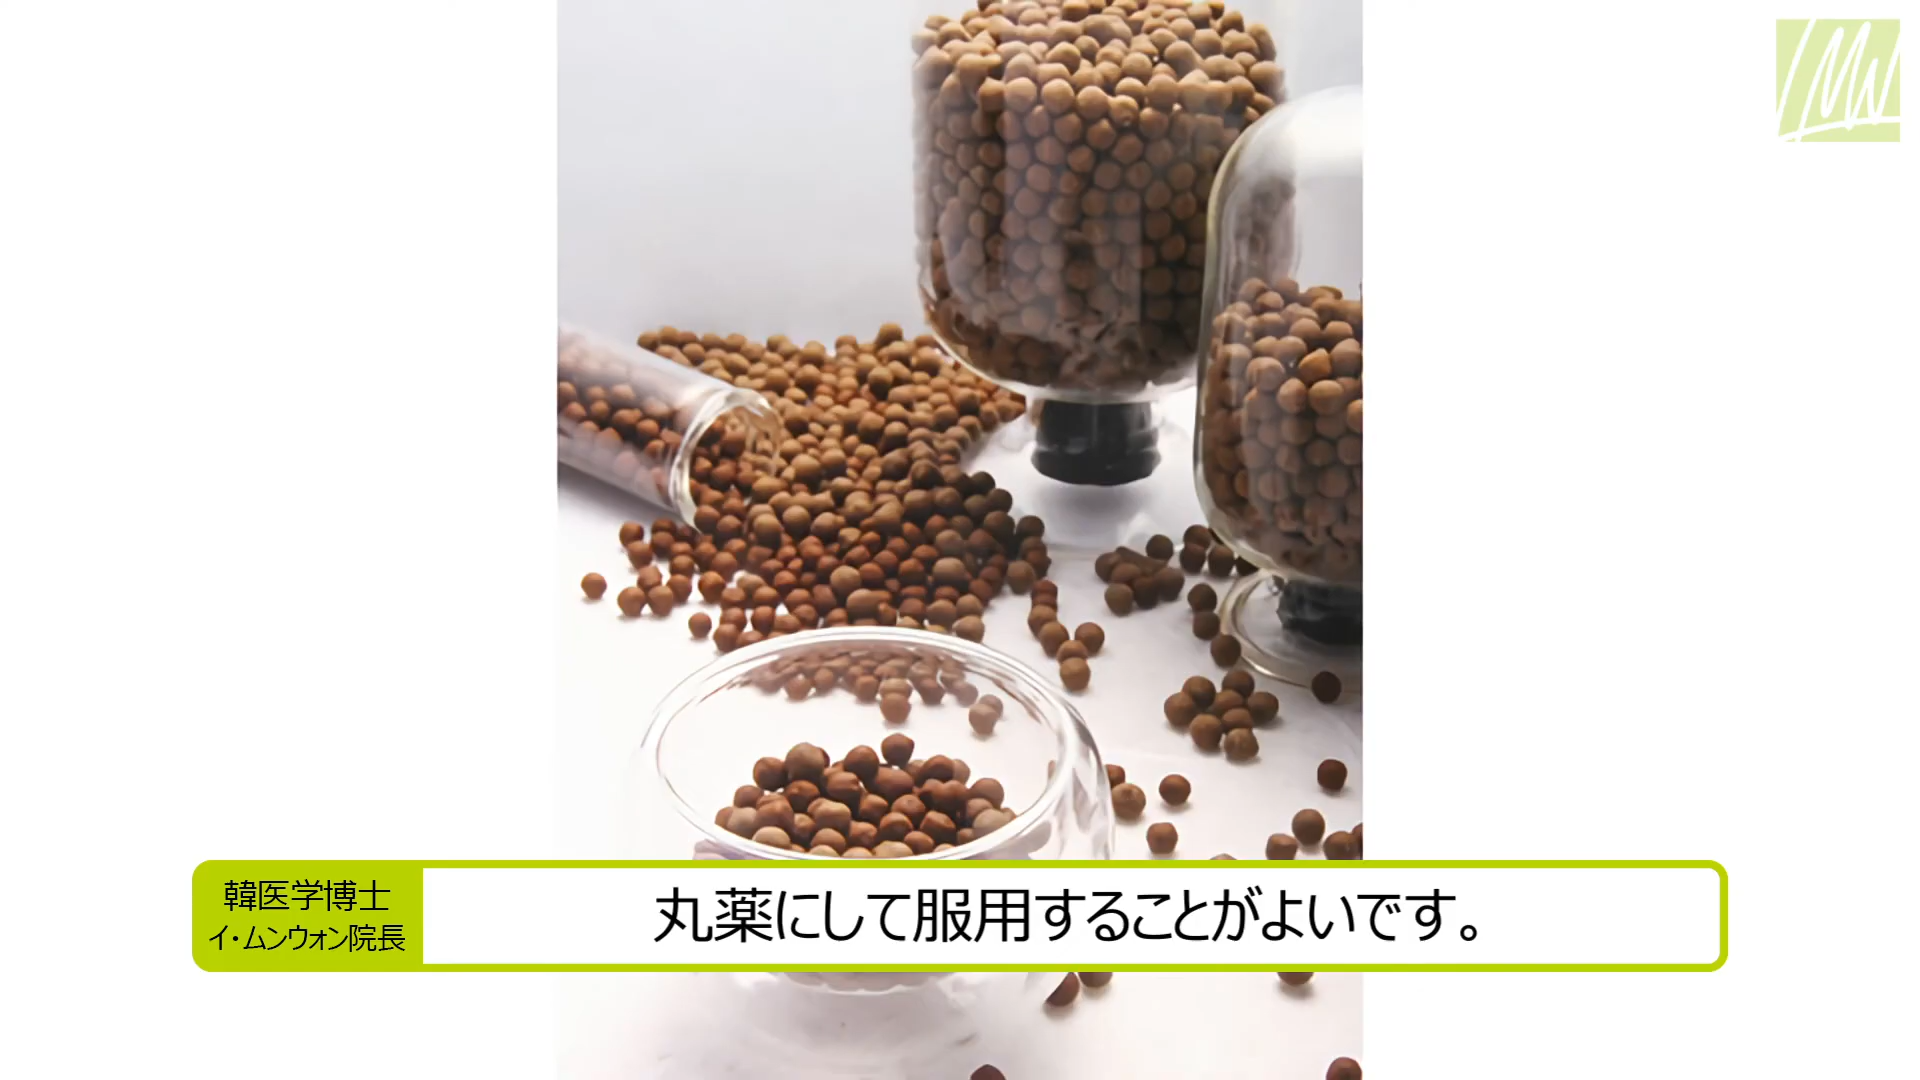 韓医学博士
イ・ムンウォン院長
丸薬にして服用することがよいです。